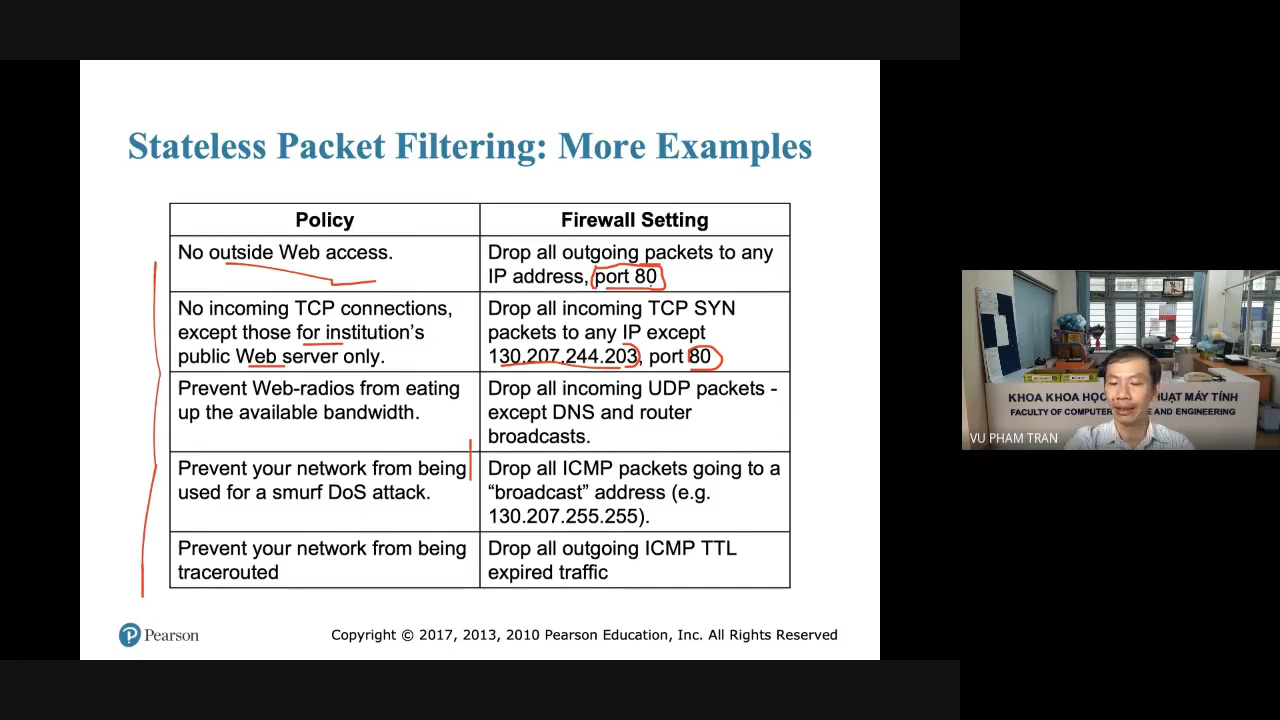 Stateless Packet Filtering: More Examples
Policy
Firewall Setting
No outside Web access.
Drop all outgoing packets to any
IP address, port 80
No incoming TCP connections,
except those for institution's
public Web server only.
Drop all incoming TCP SYN
packets to any IP except
130.207.244.203, port 80
Prevent Web-radios from eating
up the available bandwidth.
Drop all incoming UDP packets -
except DNS and router
broadcasts.
Prevent your network from being
used for a smurf DoS attack.
Drop all ICMP packets going to a
“broadcast” address (e.g.
130.207.255.255).
Prevent your network from being
tracerouted
Drop all outgoing ICMP TTL
expired traffic
Pearson
Copyright © 2017, 2013, 2010 Pearson Education, Inc. All Rights Reserved
KHOA KHOA HỌC
THUẬT MÁY TÍNH
FACULTY OF COMPUTER
AND ENGINEERING
VU PHAM TRAN